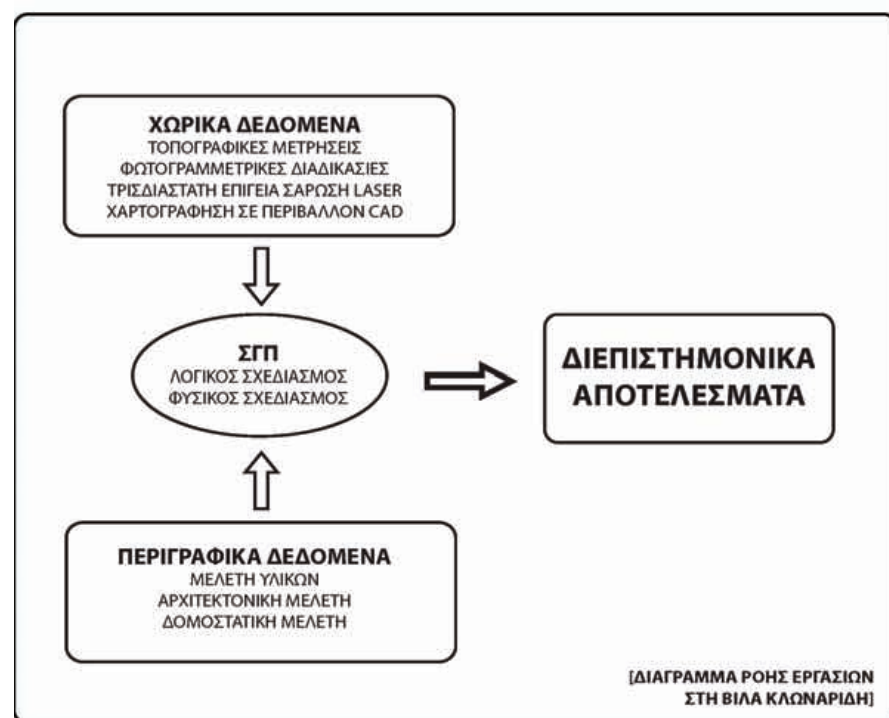 ΧΩΡΙΚΑ ΔΕΔΟΜΕΝΑ
ΤΟΠΟΓΡΑΦΙΚΕΣ ΜΕΤΡΗΣΕΙΣ
ΦΩΤΟΓΡΑΜΜΕΤΡΙΚΕΣ ΔΙΑΔΙΚΑΣΙΕΣ
ΤΡΙΣΔΙΑΣΤΑΤΗ ΕΠΙΓΕΙΑ ΣΑΡΩΣΗ LASER
ΧΑΡΤΟΓΡΑΦΗΣΗ ΣΕ ΠΕΡΙΒΑΛΛΟΝ CAD
ΣΓΠ
ΛΟΓΙΚΟΣ ΣΧΕΔΙΑΣΜΟΣ
ΦΥΣΙΚΟΣ ΣΧΕΔΙΑΣΜΟΣ
ΔΙΕΠΙΣΤΗΜΟΝΙΚΑ
ΑΠΟΤΕΛΕΣΜΑΤΑ
ΠΕΡΙΓΡΑΦΙΚΑ ΔΕΔΟΜΕΝΑ
ΜΕΛΕΤΗ ΥΛΙΚΩΝ
ΑΡΧΙΤΕΚΤΟΝΙΚΗ ΜΕΛΕΤΗ
ΔΟΜΟΣΤΑΤΙΚΗ ΜΕΛΕΤΗ
[ΔΙΑΓΡΑΜΜΑ ΡΟΗΣ ΕΡΓΑΣΙΩΝ
ΣΤΗ ΒΙΛΑ ΚΛΩΝΑΡΙΔΗ]